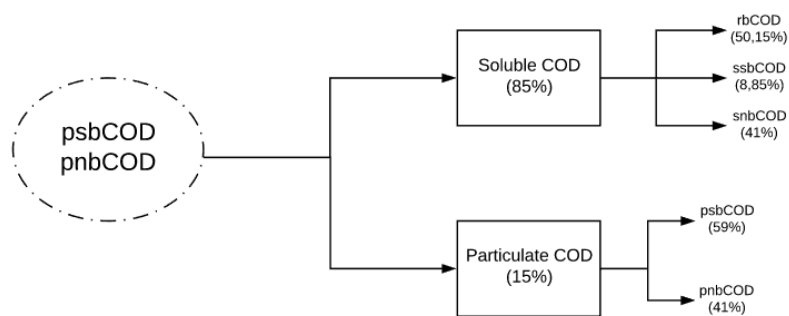 psbCOD
pnbCOD
Soluble COD
(85%)
rbCOD
(50,15%)
ssbCOD
(8,85%)
snbCOD
(41%)
Particulate COD
(15%)
psbCOD
(59%)
pnbCOD
(41%)